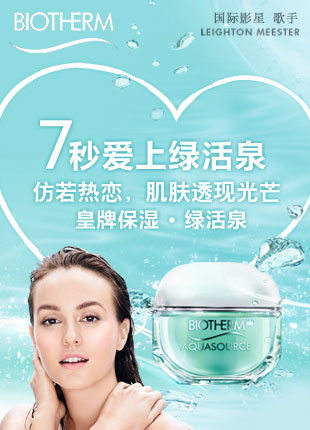 BIOTHERM
国际影星 歌手
LEIGHTON MEESTER
7秒爱上绿活泉
仿若热恋，肌肤透现光芒
皇牌保湿·绿活泉
BIOTHERM
AQUASOURCE